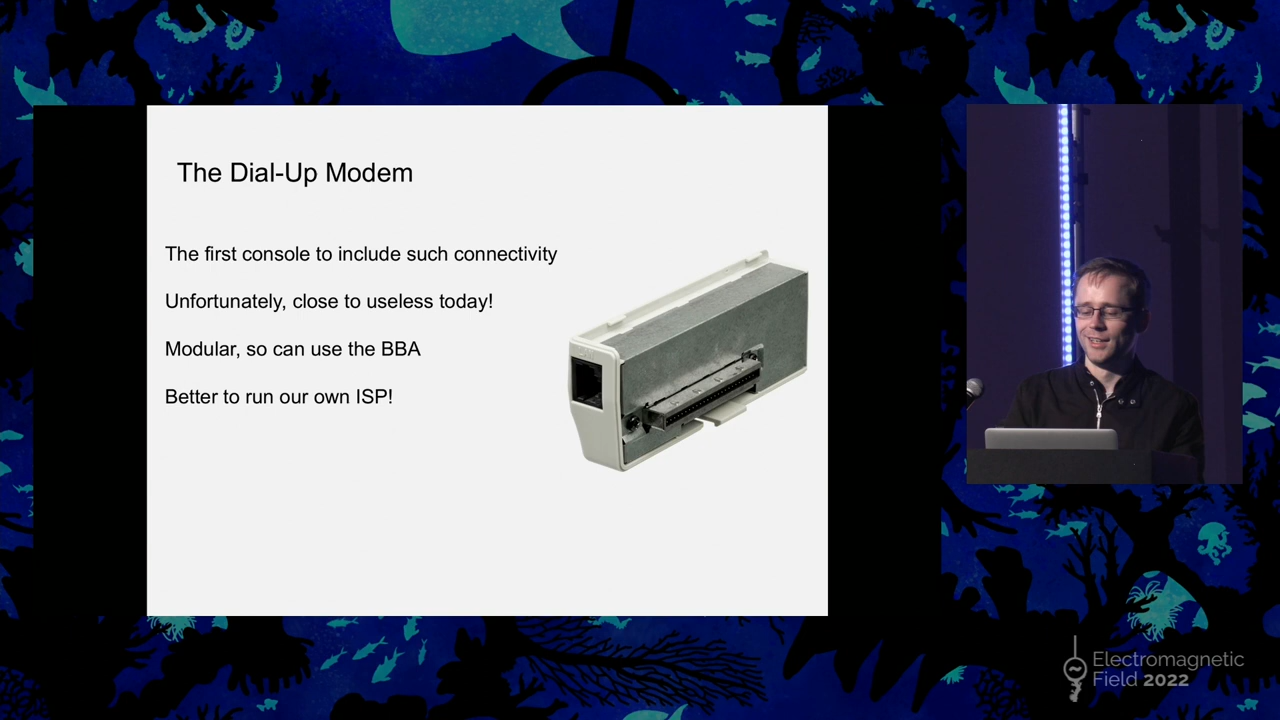 The Dial-Up Modem
The first console to include such connectivity
Unfortunately, close to useless today!
Modular, so can use the BBA
Better to run our own ISP!
Electromagnetic
Field 2022